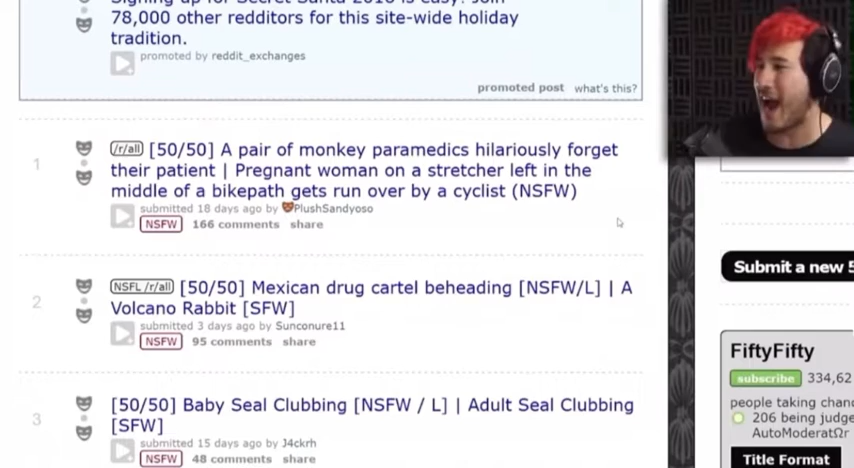 78,000 other redditors for this site-wide holiday
tradition.
promoted by reddit_exchanges
promoted post what's this?
1
/r/all [50/50] A pair of monkey paramedics hilariously forget
their patient | Pregnant woman on a stretcher left in the
middle of a bikepath gets run over by a cyclist (NSFW)
submitted 18 days ago by PlushSandyoso
NSFW 166 comments share
2
NSFL /r/all [50/50] Mexican drug cartel beheading [NSFW/L] | A
Volcano Rabbit [SFW]
submitted 3 days ago by Sunconure11
NSFW 95 comments share
3
[50/50] Baby Seal Clubbing [NSFW / L] | Adult Seal Clubbing
[SFW]
submitted 15 days ago by J4ckrh
NSFW 48 comments share
Submit a new 5
FiftyFifty
subscribe 334,62
people taking chanc
206 being judge
AutoModeratΩr
Title Format